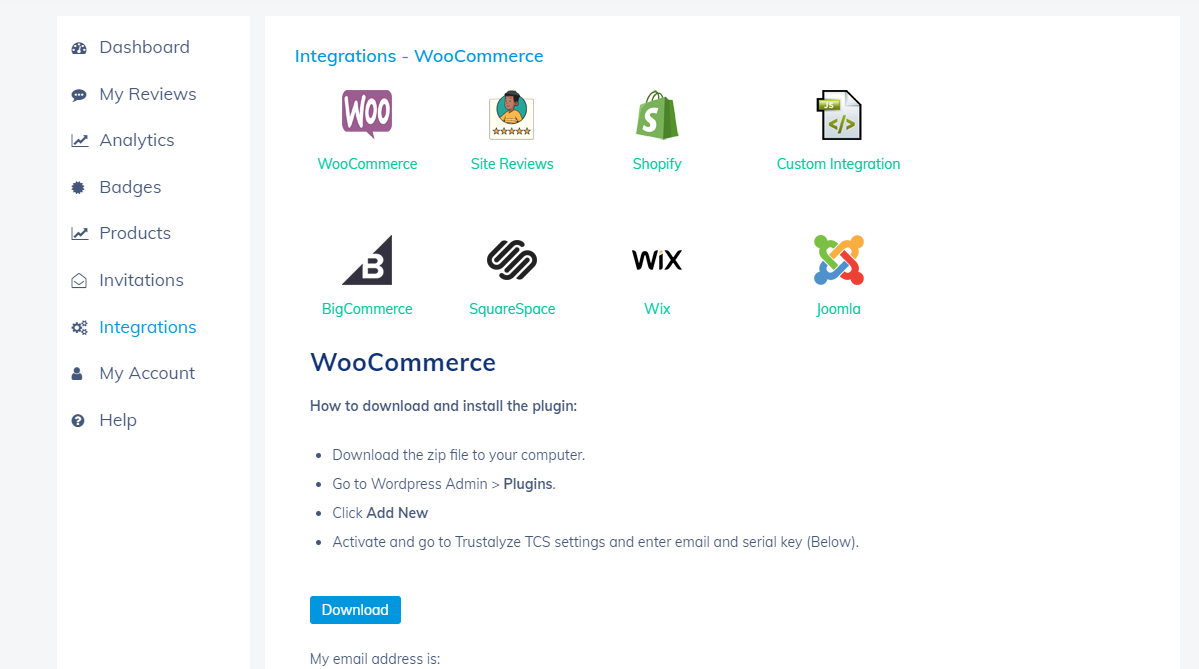 Dashboard
My Reviews
Analytics
Badges
Products
Invitations
Integrations
My Account
Help
Integrations - WooCommerce
WOO
JS
</>
WooCommerce Site Reviews Shopify Custom Integration
B
WiX
BigCommerce SquareSpace Wix Joomla
WooCommerce
How to download and install the plugin:
• Download the zip file to your computer.
• Go to Wordpress Admin > Plugins.
• Click Add New
• Activate and go to Trustalyze TCS settings and enter email and serial key (Below).
Download
My email address is: